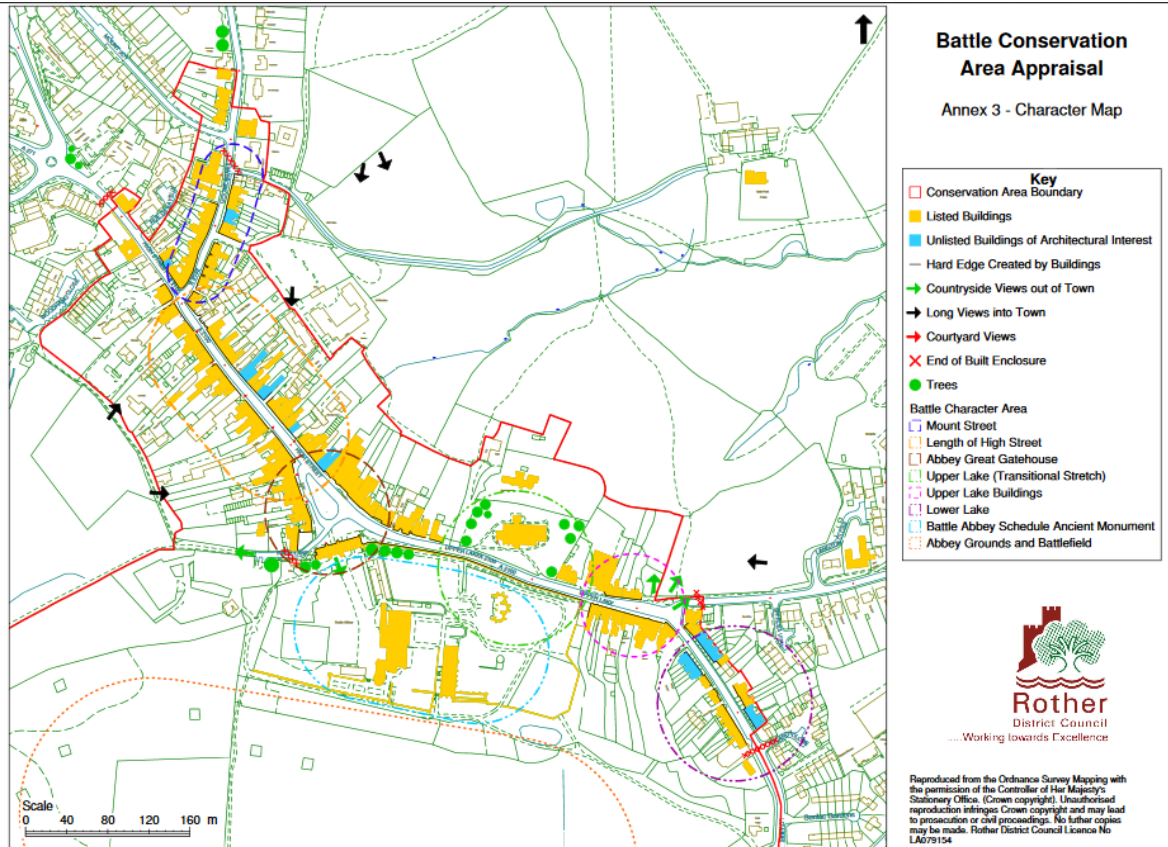 Battle Conservation
Area Appraisal
Annex 3 - Character Map
Key
Conservation Area Boundary
Listed Buildings
Unlisted Buildings of Architectural Interest
Hard Edge Created by Buildings
Countryside Views out of Town
Long Views into Town
Courtyard Views
End of Built Enclosure
Trees
Battle Character Area
Mount Street
Length of High Street
Abbey Great Gatehouse
Upper Lake (Transitional Stretch)
Upper Lake Buildings
Lower Lake
Battle Abbey Schedule Ancient Monument
Abbey Grounds and Battlefield
Rother
District Council
.....Working towards Excellence
Reproduced from the Ordnance Survey Mapping with
the permission of the Controller of Her Majesty's
Stationery Office. (Crown copyright). Unauthorised
reproduction infringes Crown copyright and may lead
to prosecution or civil proceedings. No futher copies
may be made. Rother District Council Licence No
LA079154
UPPER LAKE
Scale
0 40 80 120 160 m